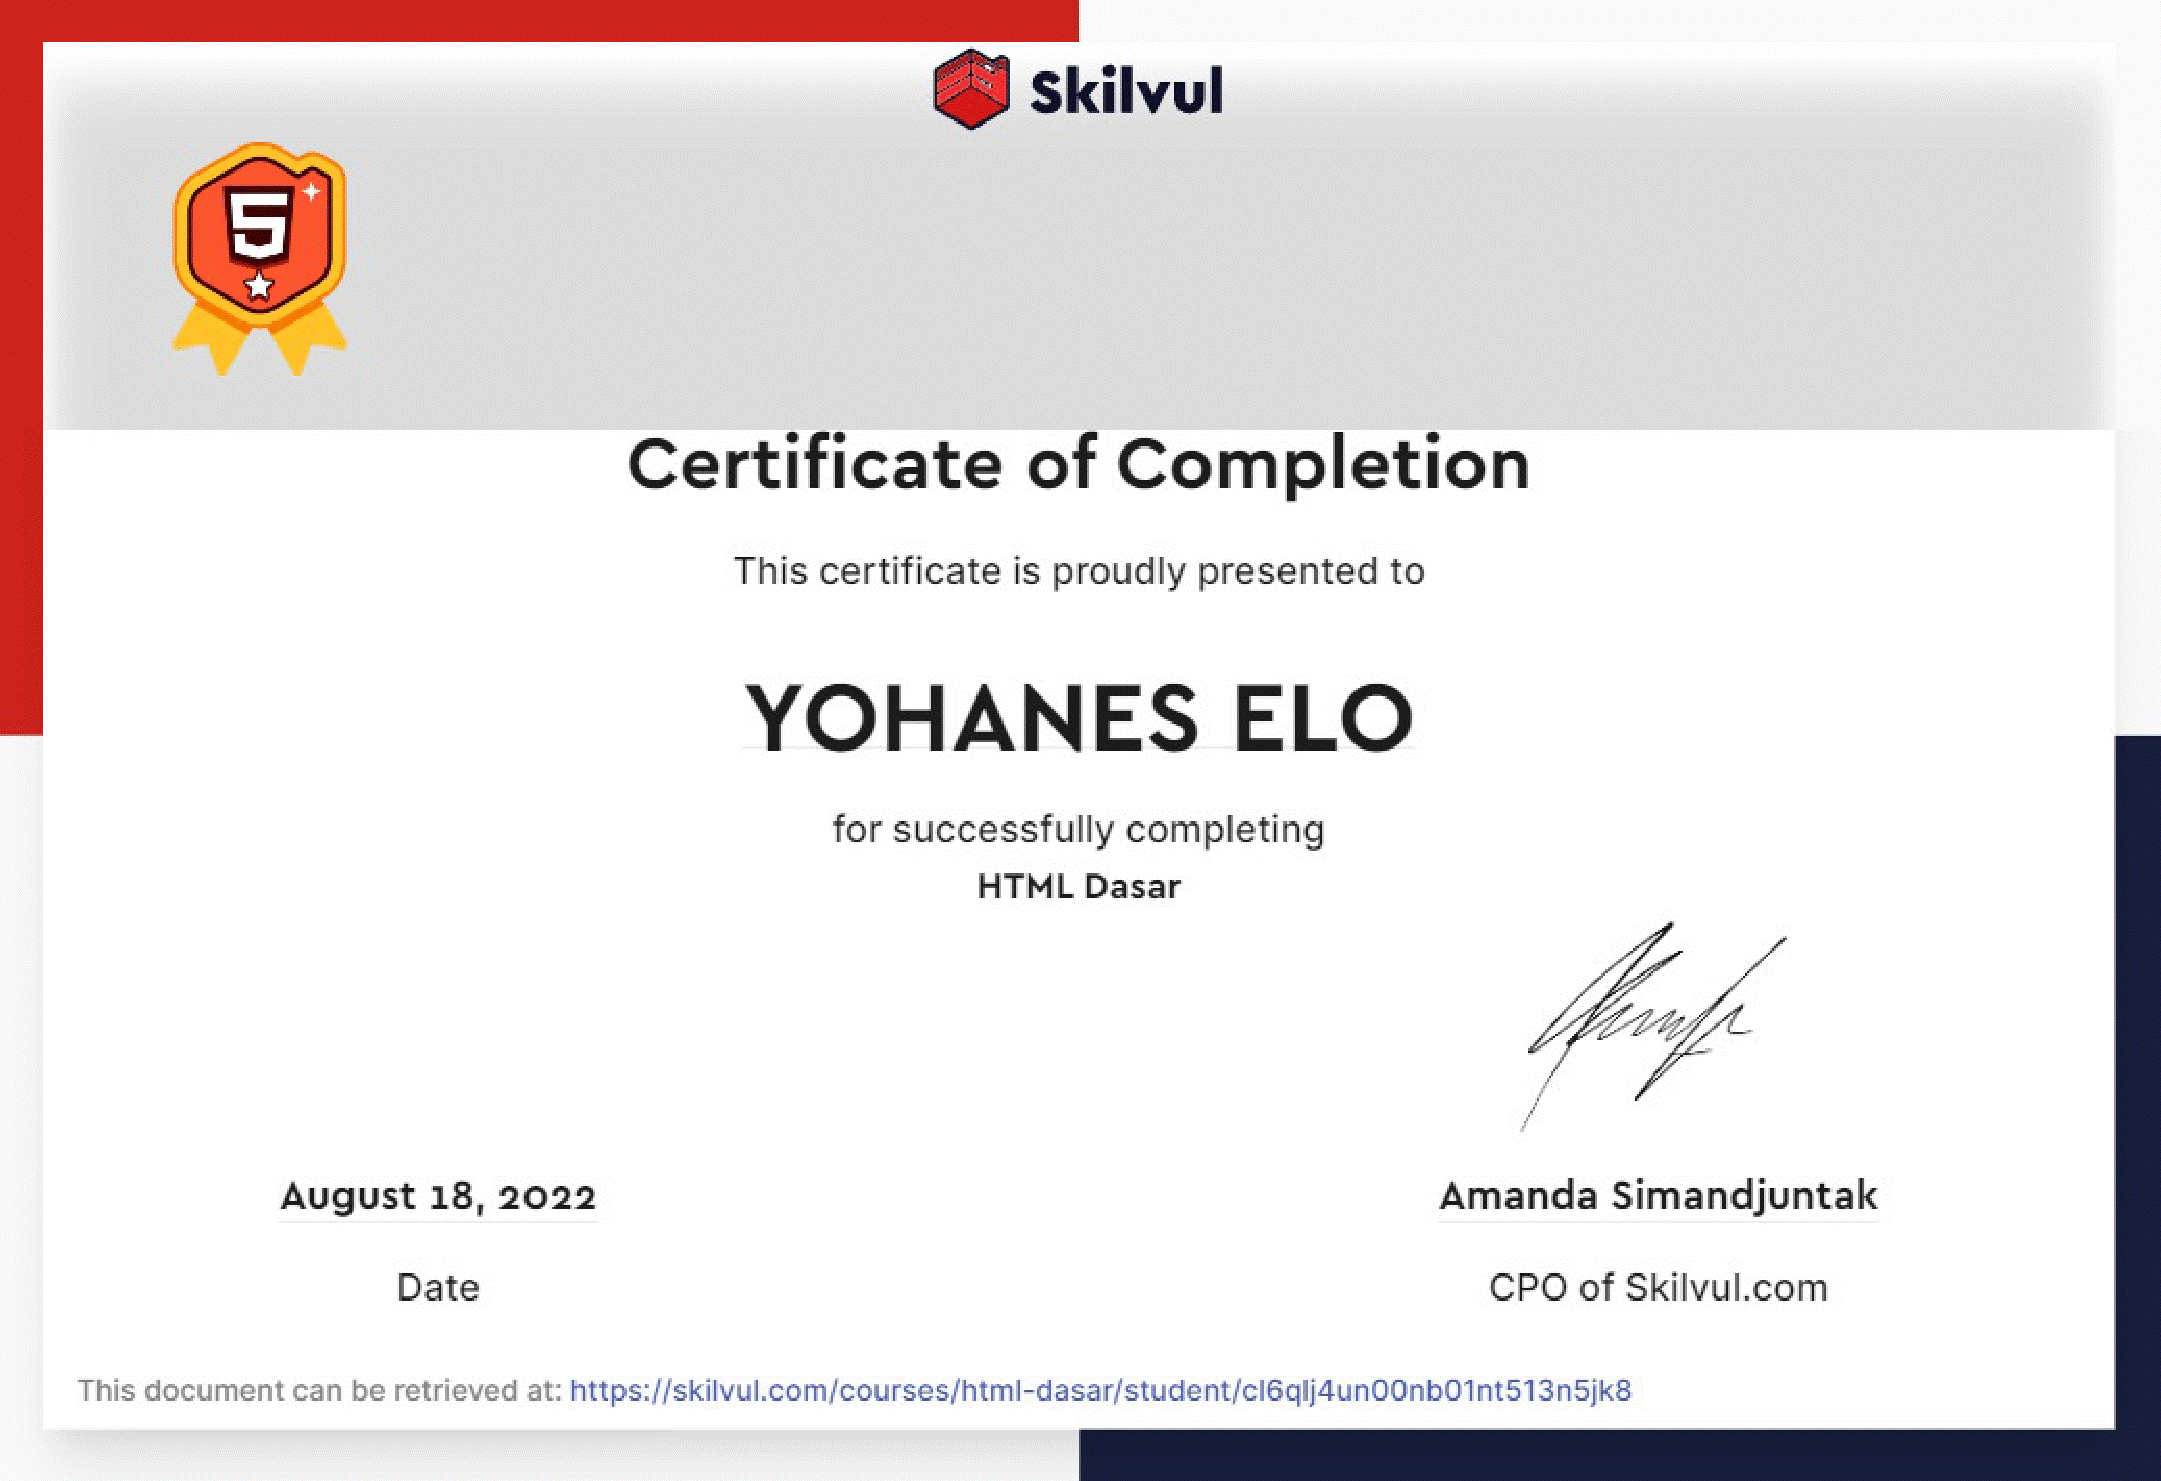 Skilvul
5
Certificate of Completion
This certificate is proudly presented to
YOHANES ELO
for successfully completing
HTML Dasar
August 18, 2022
Amanda Simandjuntak
Date
CPO of Skilvul.com
This document can be retrieved at: https://skilvul.com/courses/html-dasar/student/cl6qlj4un00nb01nt513n5jk8